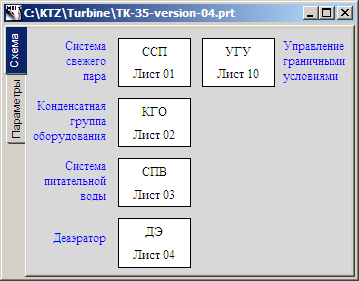 C:\KTZ\Turbine\TK-35-version-04.prt
Схема
Параметры
Система
свежего
пара
ССП
Лист 01
УГУ
Лист 10
Управление
граничными
условиями
Конденсатная
группа
оборудования
КГО
Лист 02
Система
питательной
воды
СПВ
Лист 03
Деаэратор
ДЭ
Лист 04